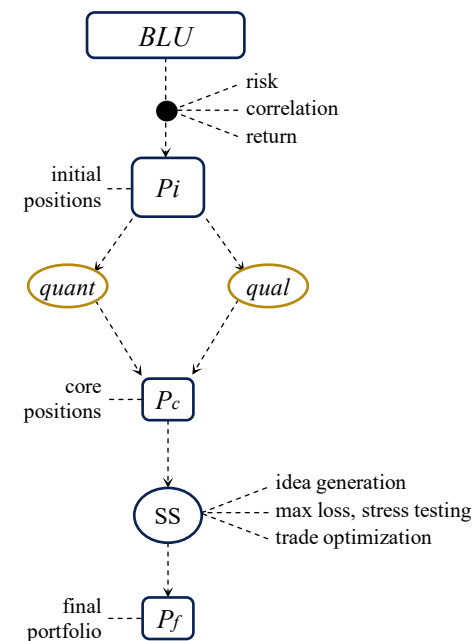 BLU
risk
correlation
return
initial
positions
Pi
quant
qual
core
positions
Pc
SS
idea generation
max loss, stress testing
trade optimization
final
portfolio
Pf